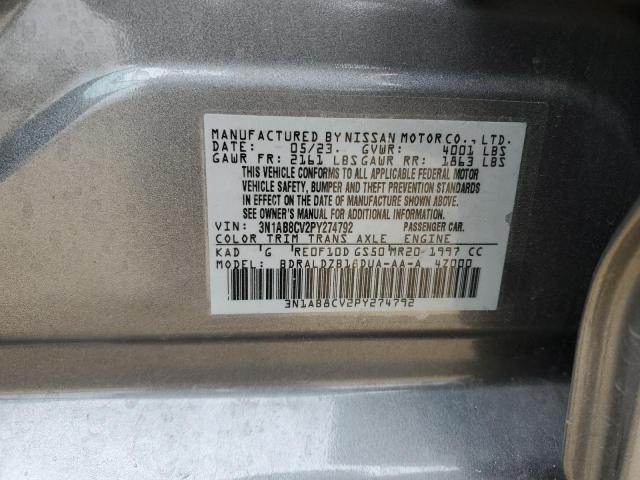 MANUFACTURED BY NISSAN MOTOR CO., LTD.
DATE: 05/23. GVWR: 4001 LBS
GAWR FR: 2161 LBS GAWR RR: 1863 LBS
THIS VEHICLE CONFORMS TO ALL APPLICABLE FEDERAL MOTOR
VEHICLE SAFETY, BUMPER AND THEFT PREVENTION STANDARDS
IN EFFECT ON THE DATE OF MANUFACTURE SHOWN ABOVE.
SEE OWNER'S MANUAL FOR ADDITIONAL INFORMATION.
VIN: 3N1AB8CV2PY274792 PASSENGER CAR.
COLOR TRIM TRANS AXLE ENGINE
KAD G RE0F10D GS50 MR20 1997 CC
MODEL: BDRALDZB18DUA-AA-A 4Z000
3N1AB8CV2PY274792